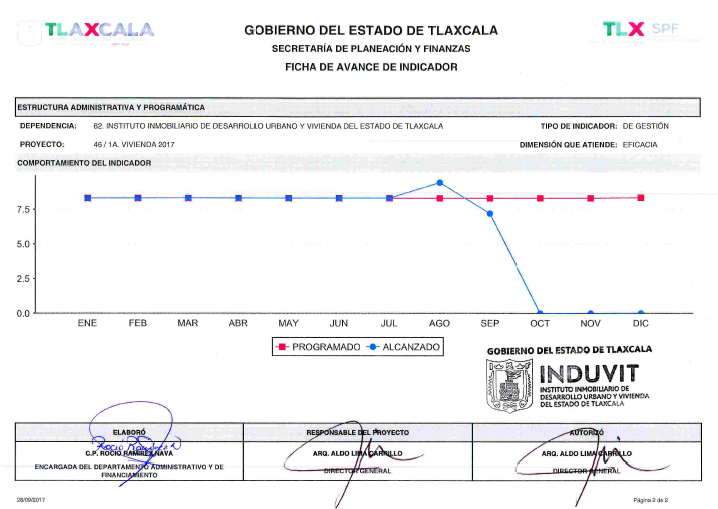 TLAXCALA
GOBIERNO DEL ESTADO DE TLAXCALA
TLX SPF
SECRETARÍA DE PLANEACIÓN Y FINANZAS
FICHA DE AVANCE DE INDICADOR
ESTRUCTURA ADMINISTRATIVA Y PROGRAMÁTICA
DEPENDENCIA: 62. INSTITUTO INMOBILIARIO DE DESARROLLO URBANO Y VIVIENDA DEL ESTADO DE TLAXCALA TIPO DE INDICADOR: DE GESTIÓN
PROYECTO: 46 / 1A. VIVIENDA 2017 DIMENSIÓN QUE ATIENDE: EFICACIA
COMPORTAMIENTO DEL INDICADOR
7.5
5.0
2.5
0.0
ENE FEB MAR ABR MAY JUN JUL AGO SEP OCT NOV DIC
PROGRAMADO ALCANZADO
GOBIERNO DEL ESTADO DE TLAXCALA
INDUVIT
INSTITUTO INMOBILIARIO DE
DESARROLLO URBANO Y VIVIENDA
DEL ESTADO DE TLAXCALA
ELABORÓ RESPONSABLE DEL PROYECTO AUTORIZÓ
C.P. ROCIO RAMIREZ NAVA ARQ. ALDO LIMA CARRILLO ARQ. ALDO LIMA CARRILLO
ENCARGADA DEL DEPARTAMENTO ADMINISTRATIVO Y DE
FINANCIAMIENTO
DIRECTOR GENERAL DIRECTOR GENERAL
28/09/2017 Página 2 de 2